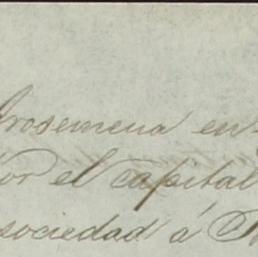 Arosemena en
por el capital
sociedad á